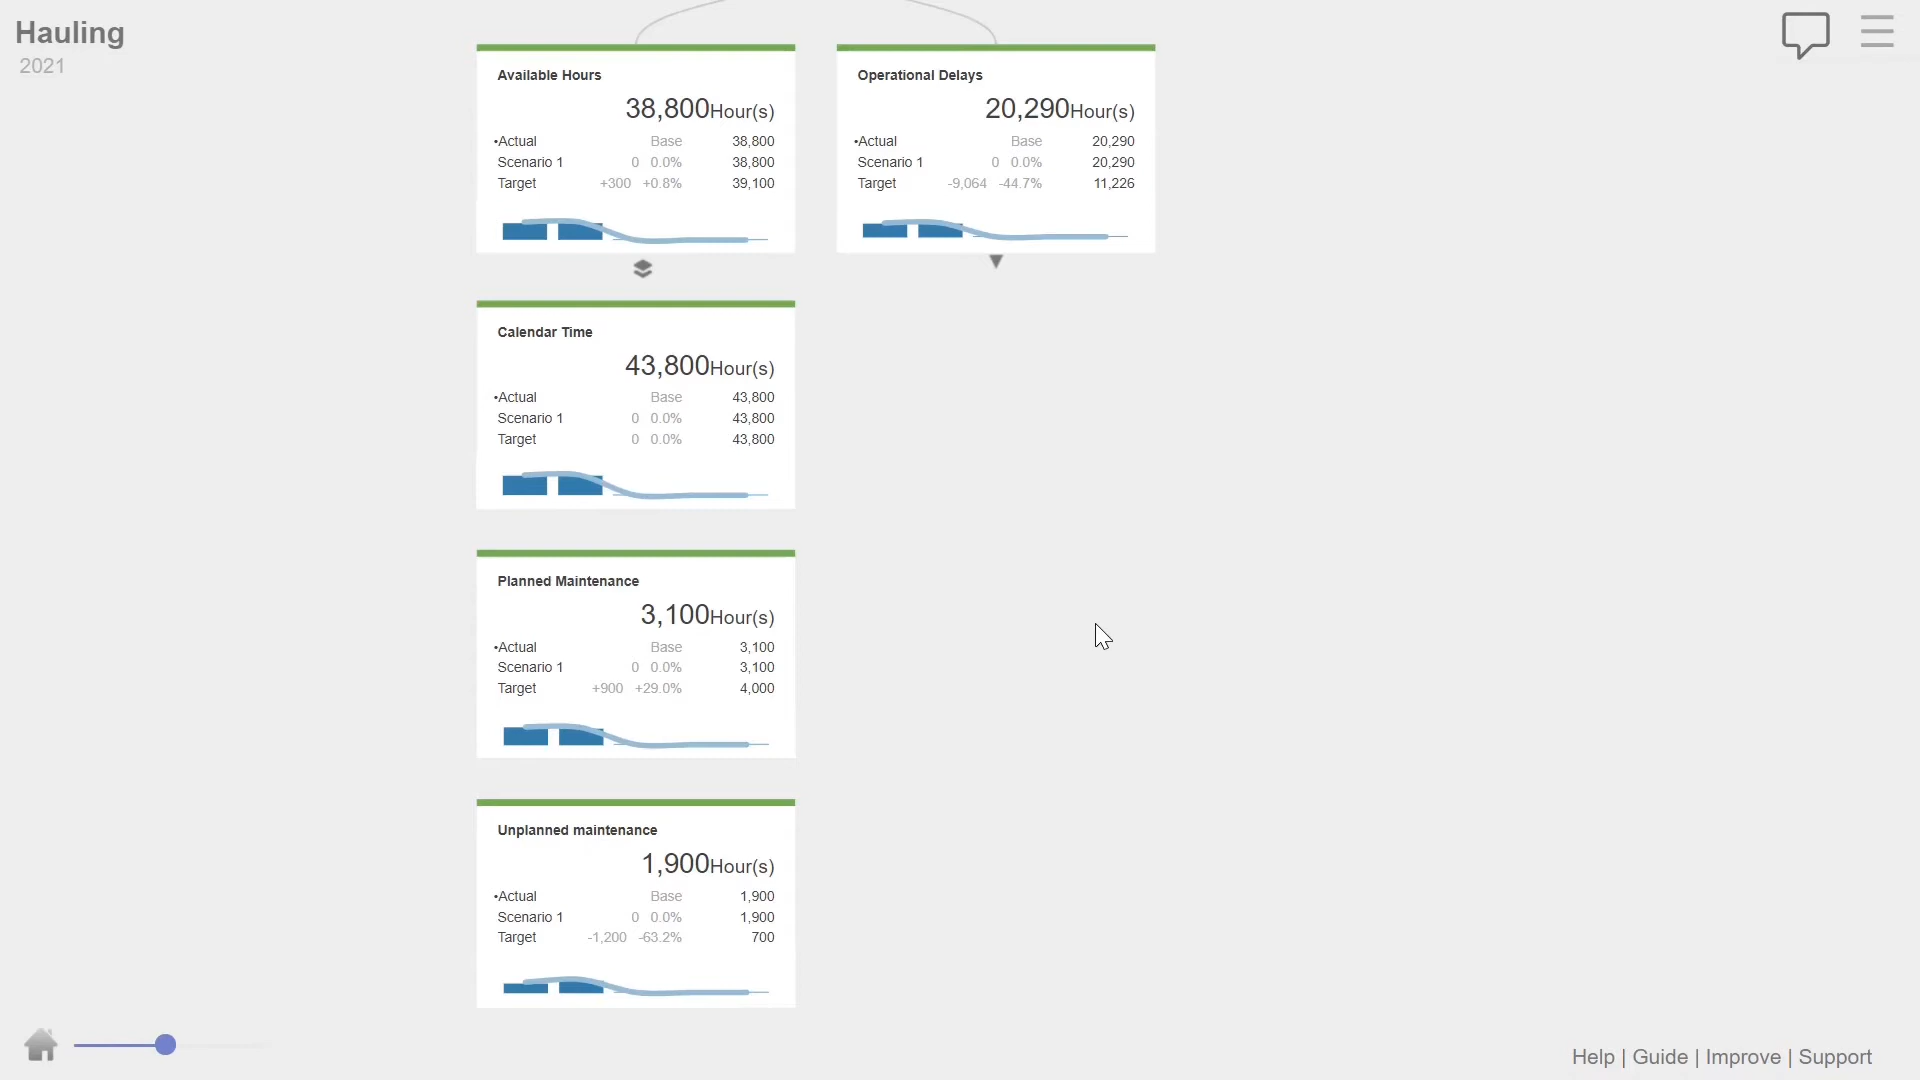 Hauling
2021
Available Hours
38,800Hour(s)
•Actual Base 38,800
Scenario 1 0 0.0% 38,800
Target +300 +0.8% 39,100
Operational Delays
20,290Hour(s)
•Actual Base 20,290
Scenario 1 0 0.0% 20,290
Target -9,064 -44.7% 11,226
Calendar Time
43,800Hour(s)
•Actual Base 43,800
Scenario 1 0 0.0% 43,800
Target 0 0.0% 43,800
Planned Maintenance
3,100Hour(s)
•Actual Base 3,100
Scenario 1 0 0.0% 3,100
Target +900 +29.0% 4,000
Unplanned maintenance
1,900Hour(s)
•Actual Base 1,900
Scenario 1 0 0.0% 1,900
Target -1,200 -63.2% 700
Help | Guide | Improve | Support